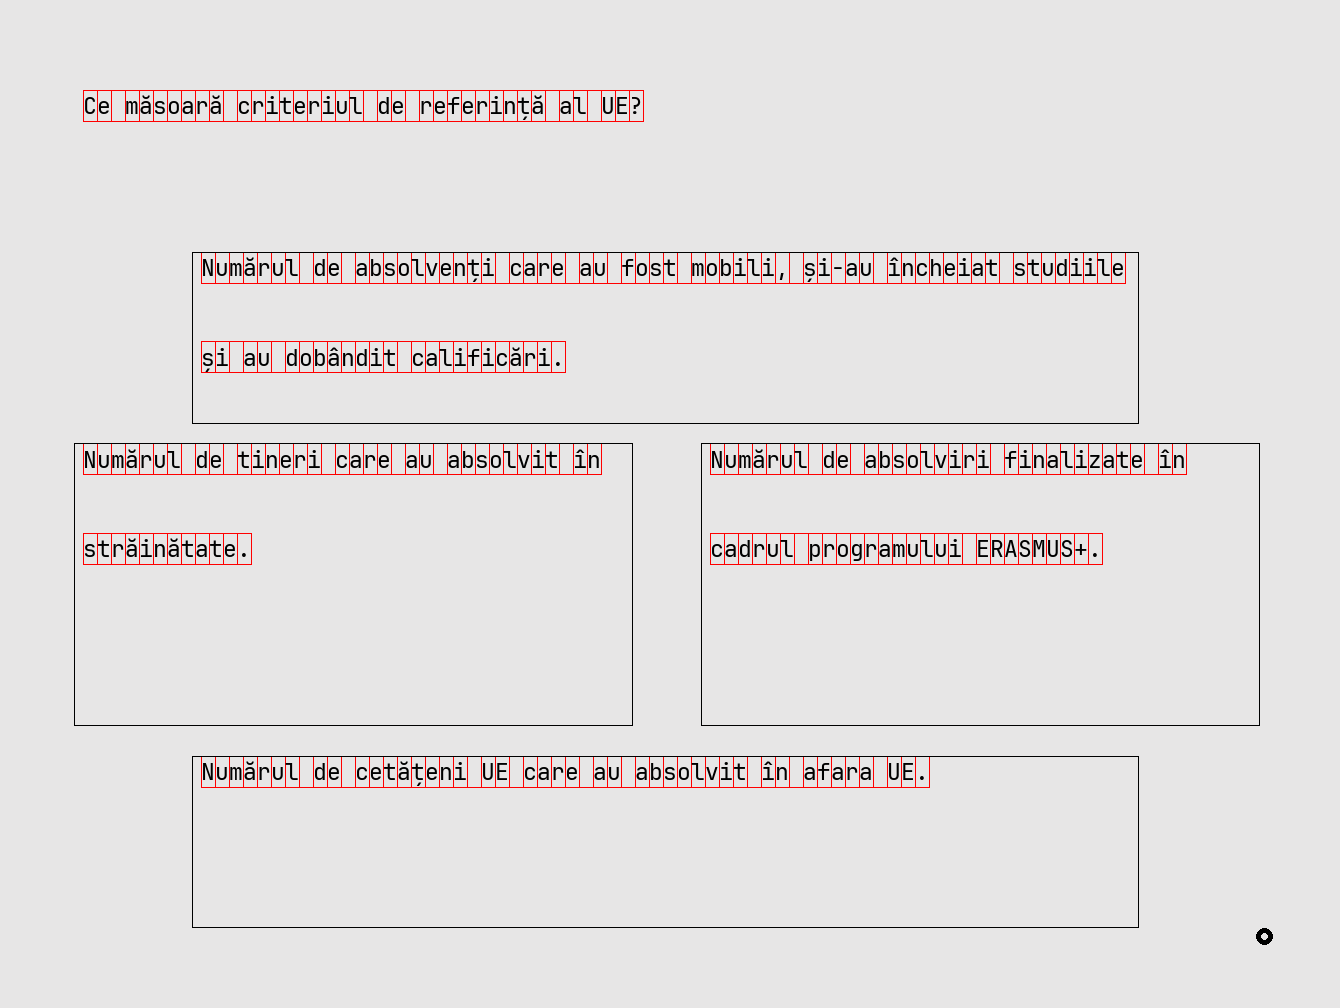 Ce măsoară criteriul de referință al UE?
Numărul de absolvenți care au fost mobili, și-au încheiat studiile
și au dobândit calificări.
Numărul de tineri care au absolvit în
străinătate.
Numărul de absolviri finalizate în
cadrul programului ERASMUS+.
Numărul de cetățeni UE care au absolvit în afara UE.